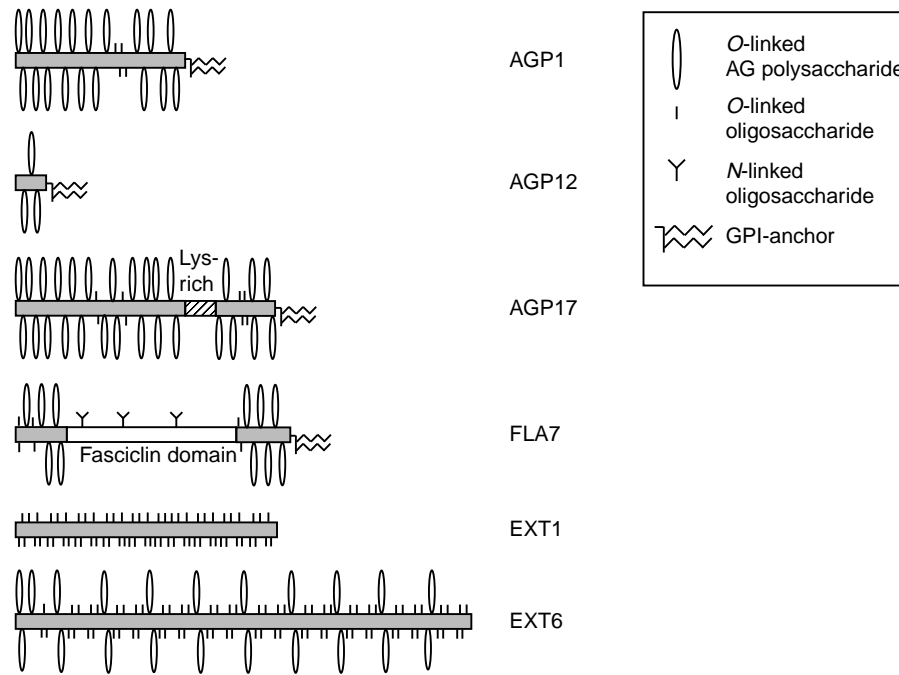 AGP1
AGP12
Lys-
rich
AGP17
Fasciclin domain
FLA7
EXT1
EXT6
O-linked
AG polysaccharide
O-linked
oligosaccharide
N-linked
oligosaccharide
GPI-anchor